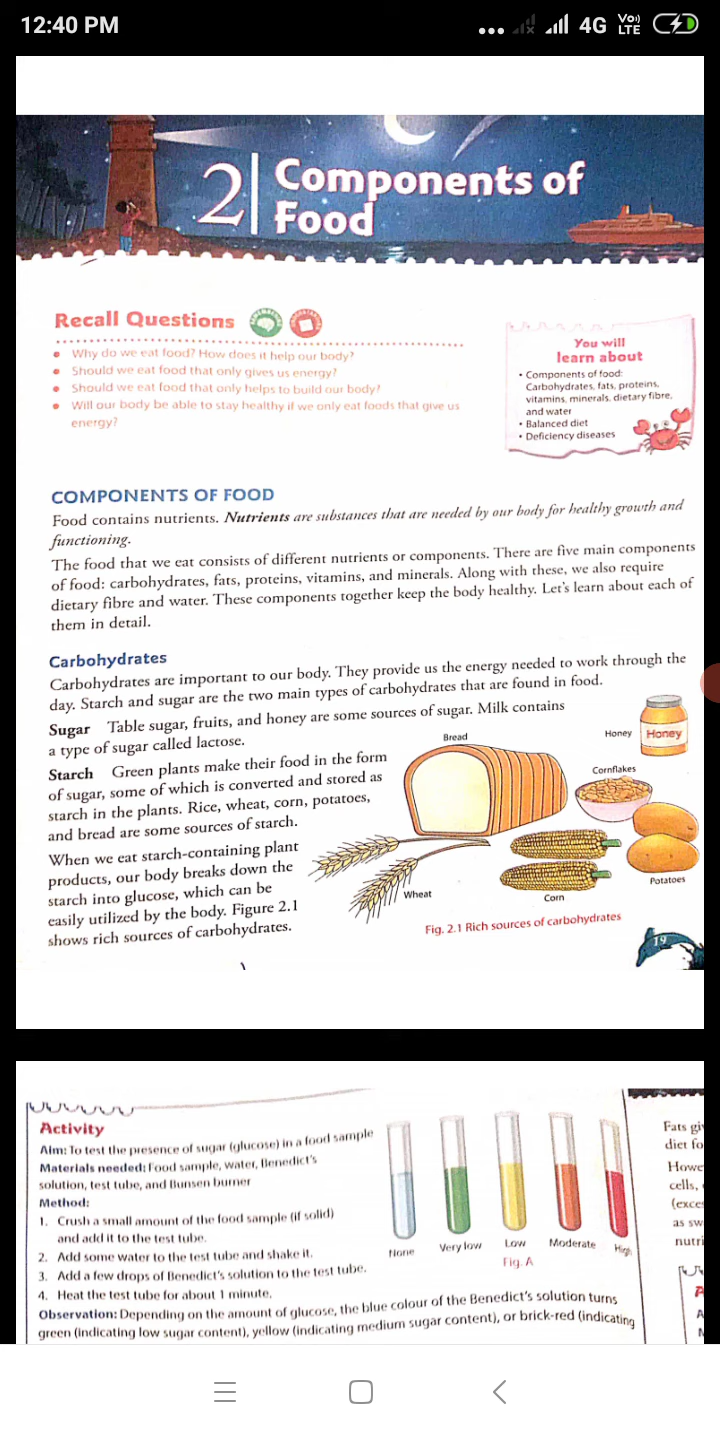 12:40 PM
4G
Vo)
LTE
2
Components of
Food
Recall Questions
• Why do we eat food? How does it help our body?
• Should we eat food that only gives us energy?
• Should we eat food that only helps to build our body?
• Will our body be able to stay healthy if we only eat foods that give us
energy?
You will
learn about
• Components of food:
Carbohydrates, fats, proteins,
vitamins, minerals, dietary fibre,
and water
• Balanced diet
• Deficiency diseases
COMPONENTS OF FOOD
Food contains nutrients. Nutrients are substances that are needed by our body for healthy growth and
functioning.
The food that we eat consists of different nutrients or components. There are five main components
of food: carbohydrates, fats, proteins, vitamins, and minerals. Along with these, we also require
dietary fibre and water. These components together keep the body healthy. Let's learn about each of
them in detail.
Carbohydrates
Carbohydrates are important to our body. They provide us the energy needed to work through the
day. Starch and sugar are the two main types of carbohydrates that are found in food.
Sugar Table sugar, fruits, and honey are some sources of sugar. Milk contains
a type of sugar called lactose.
Starch Green plants make their food in the form
of sugar, some of which is converted and stored as
starch in the plants. Rice, wheat, corn, potatoes,
and bread are some sources of starch.
When we eat starch-containing plant
products, our body breaks down the
starch into glucose, which can be
easily utilized by the body. Figure 2.1
shows rich sources of carbohydrates.
Bread
Honey
Honey
Cornflakes
Wheat
Corn
Potatoes
Fig. 2.1 Rich sources of carbohydrates
19
Activity
Aim: To test the presence of sugar (glucose) in a food sample
Materials needed: Food sample, water, Benedict's
solution, test tube, and Bunsen burner
Method:
1. Crush a small amount of the food sample (if solid)
and add it to the test tube.
2. Add some water to the test tube and shake it.
3. Add a few drops of Benedict's solution to the test tube.
4. Heat the test tube for about 1 minute.
Observation: Depending on the amount of glucose, the blue colour of the Benedict's solution turns
green (indicating low sugar content), yellow (indicating medium sugar content), or brick-red (indicating
None
Very low
Low
Moderate
High
Fig. A
Fats gi
diet fo
Howe
cells,
(exce
as sw
nutri